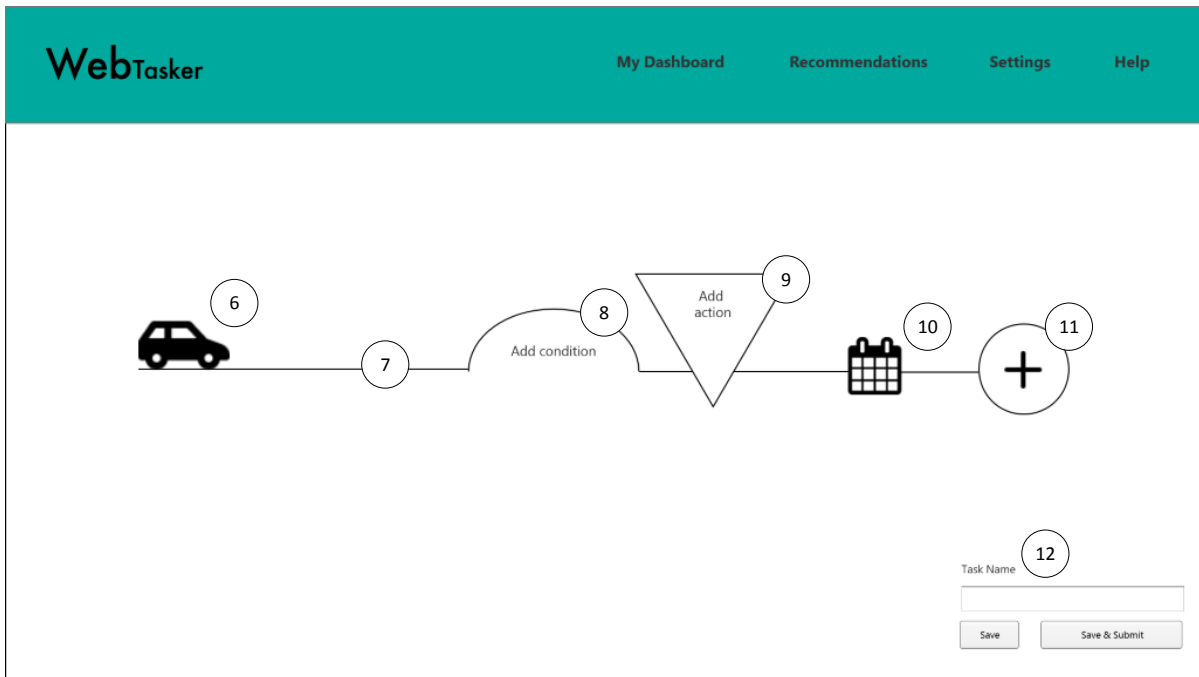 WebTasker
My Dashboard
Recommendations
Settings
Help
6
7
8
Add condition
9
Add
action
10
11
12
Task Name
Save
Save & Submit